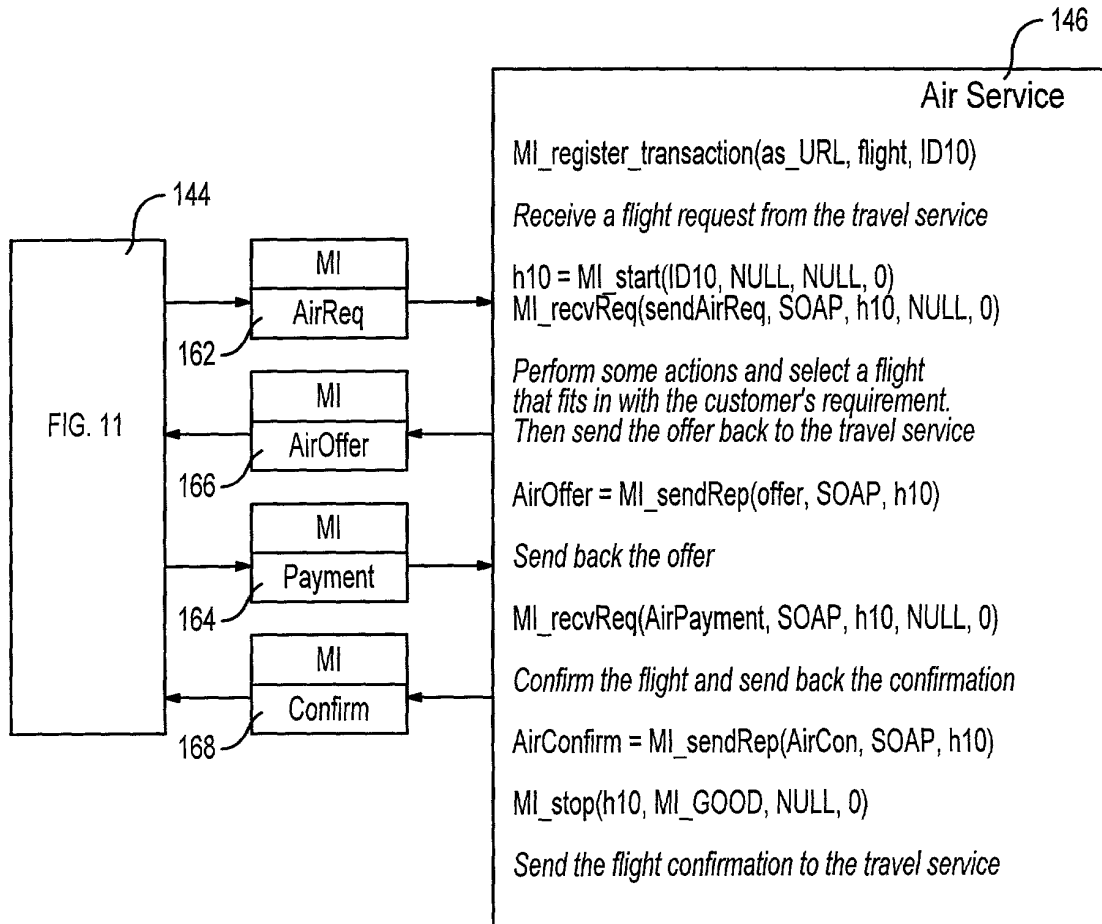 146
Air Service
MI_register_transaction(as_URL, flight, ID10)
144
Receive a flight request from the travel service
MI
h10 = MI_start(ID10, NULL, NULL, 0)
AirReq
MI_recvReq(sendAirReq, SOAP, h10, NULL, 0)
162
Perform some actions and select a flight
that fits in with the customer's requirement.
Then send the offer back to the travel service
MI
FIG. 11
AirOffer
166
AirOffer = MI_sendRep(offer, SOAP, h10)
MI
Send back the offer
Payment
164
MI_recvReq(AirPayment, SOAP, h10, NULL, 0)
MI
Confirm the flight and send back the confirmation
Confirm
168
AirConfirm = MI_sendRep(AirCon, SOAP, h10)
MI_stop(h10, MI_GOOD, NULL, 0)
Send the flight confirmation to the travel service